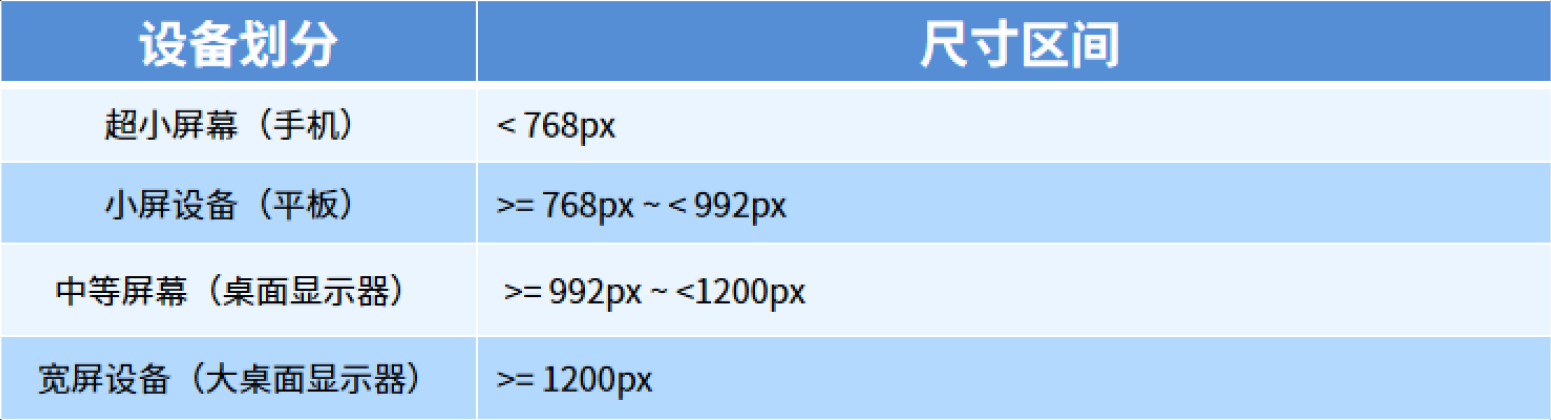 设备划分 尺寸区间
超小屏幕（手机） < 768px
小屏设备（平板） >= 768px ~ < 992px
中等屏幕（桌面显示器） >= 992px ~ <1200px
宽屏设备（大桌面显示器） >= 1200px